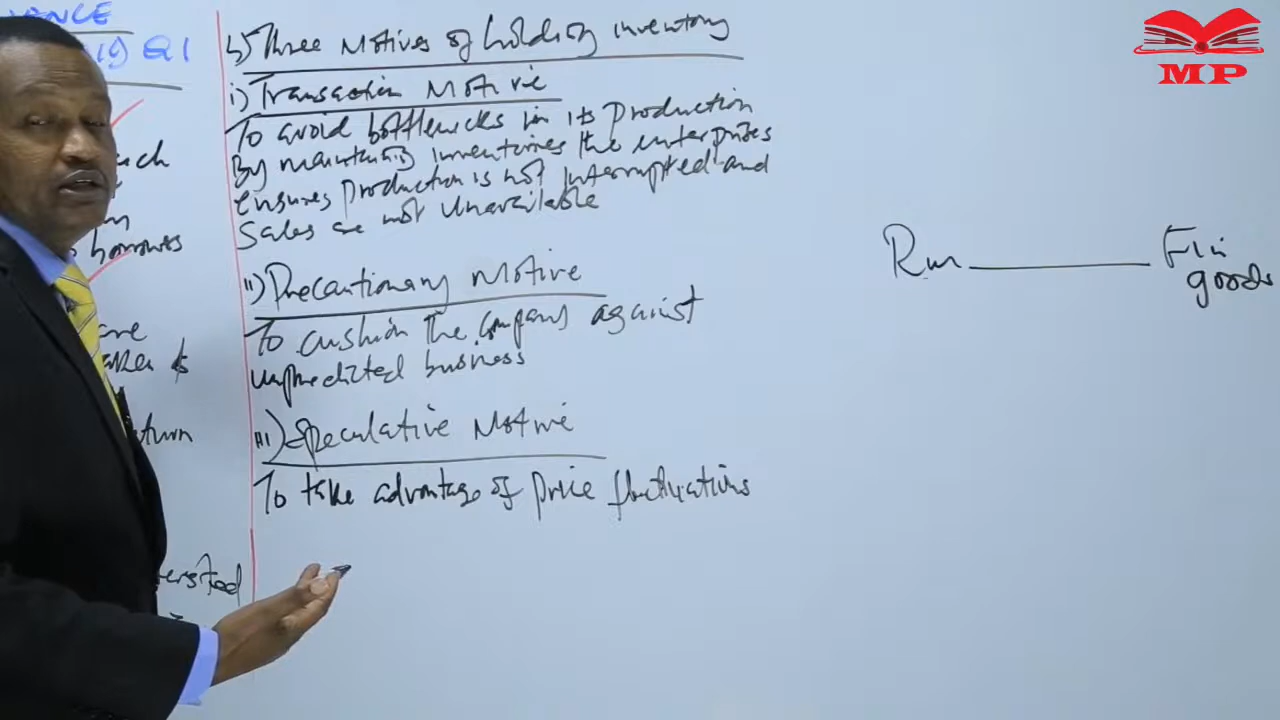 b) Three Motives of holding inventory
i) Transaction Motive
To avoid bottlenecks in its production
By maintaining inventories the enterprises
ensures production is not interrupted and
Sales are not unavailable
ii) Precautionary Motive
To cushion the company against
unpredicted business
iii) Speculative Motive
To take advantage of price fluctuations
Q1
borrows
Rm
Fin
goods
MP